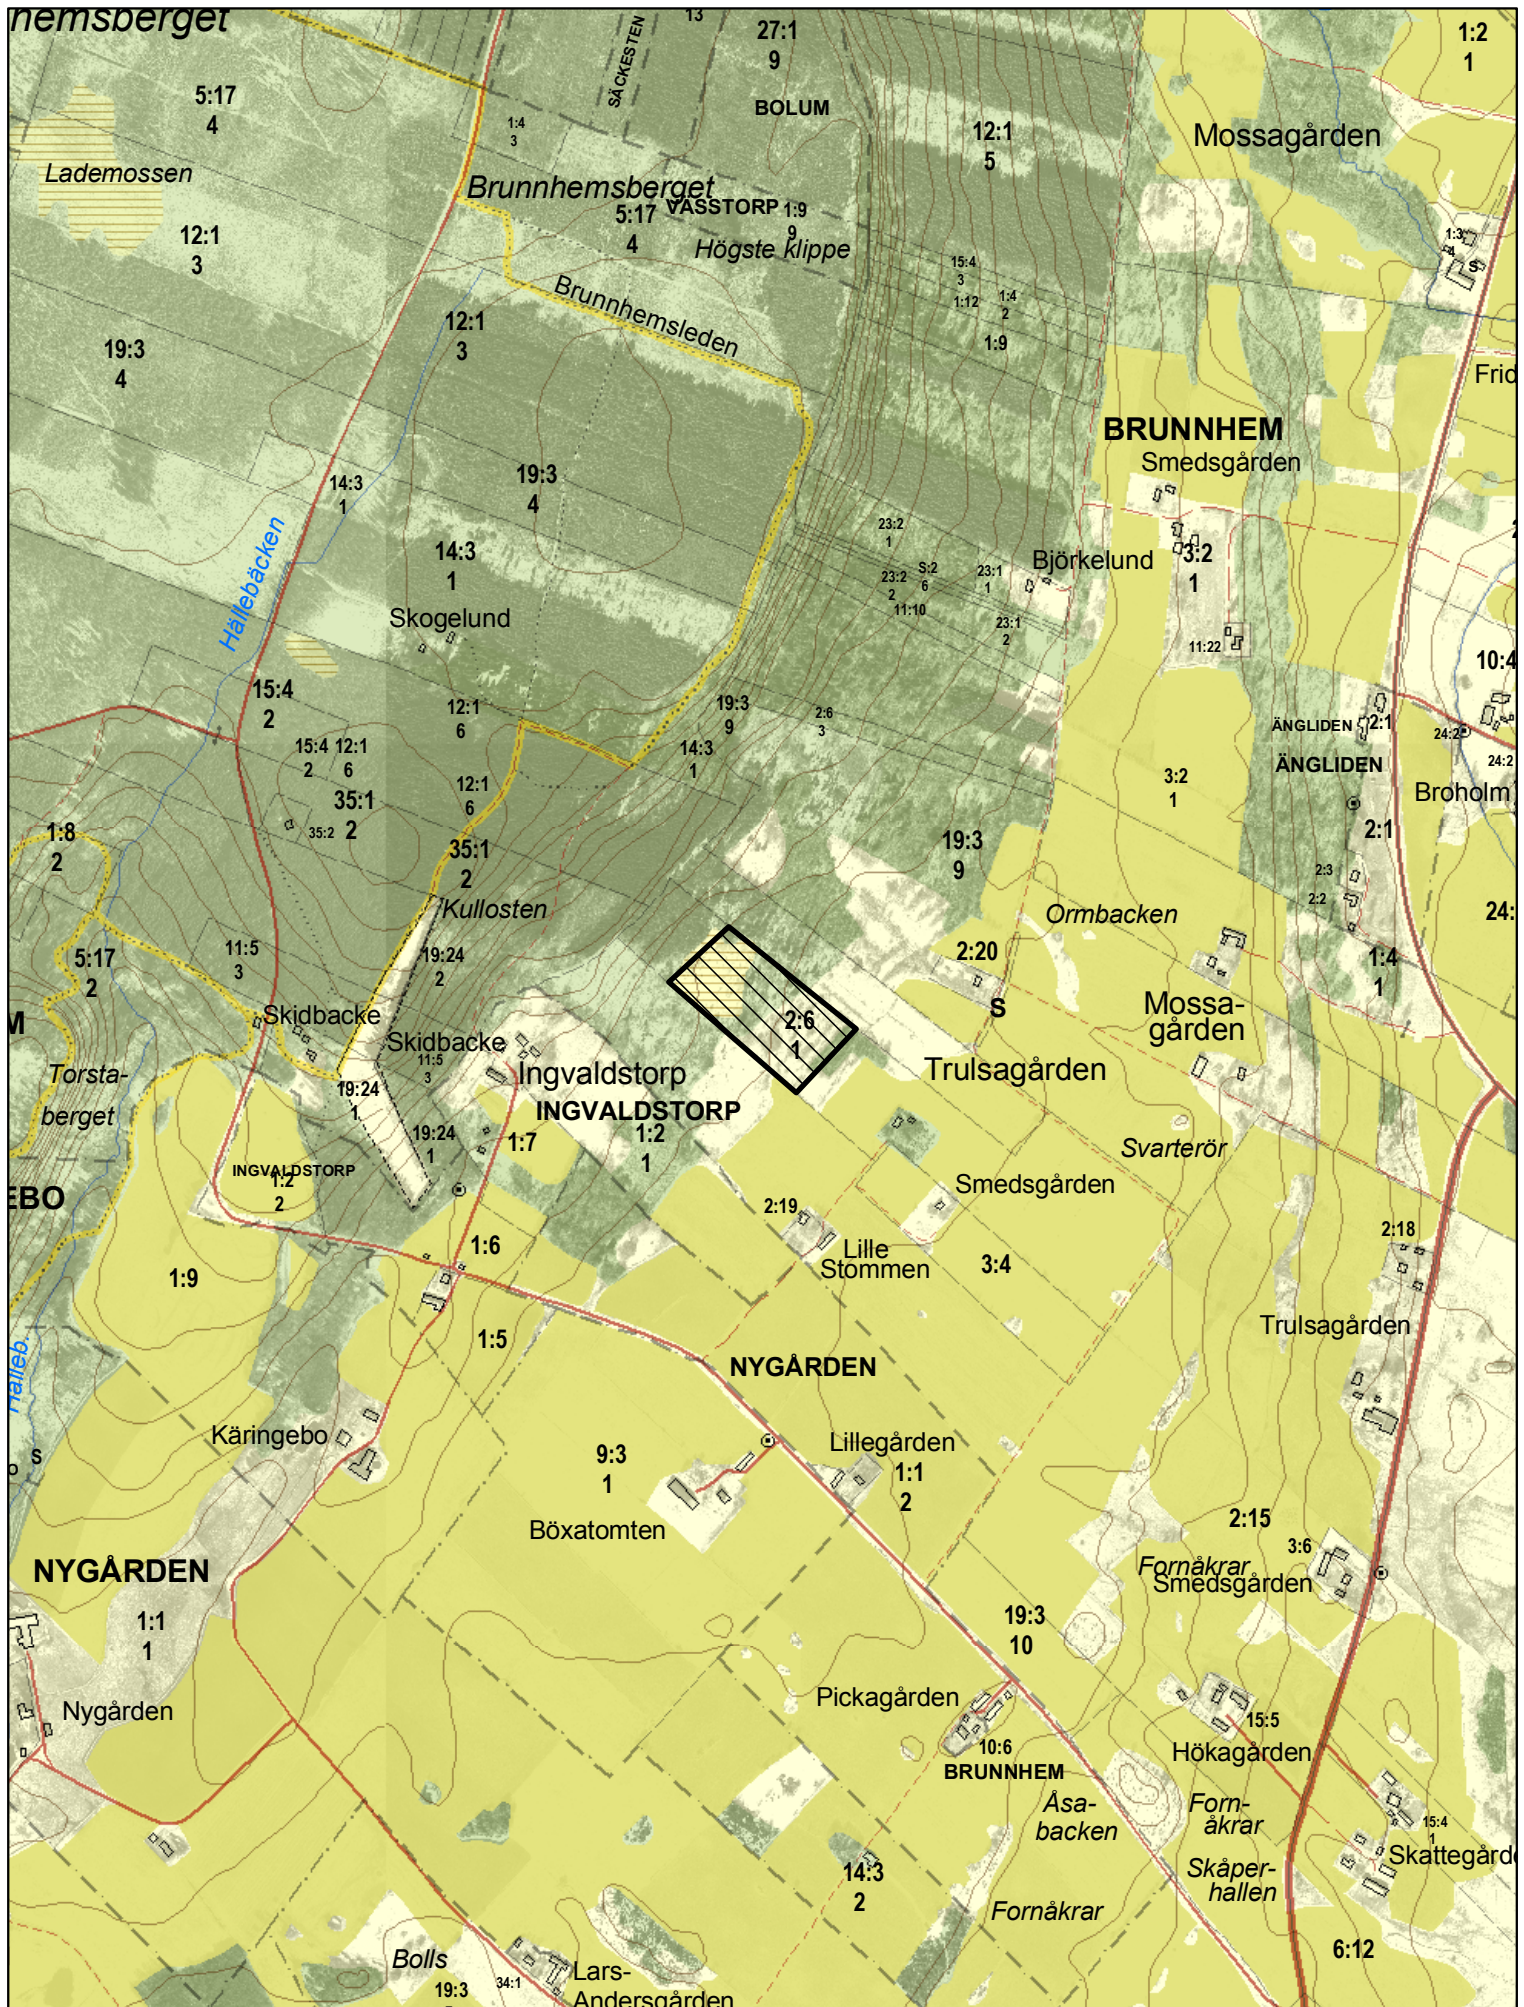 nemsberget
13
27:1
9
1:2
1
SÄCKESTEN
5:17
4
BOLUM
1:4
3
12:1
5
Mossagården
Lademossen
Brunnhemsberget
VÄSSTORP
1:9
9
5:17
4
Högste klippe
12:1
3
1:3
4
S
15:4
3
1:12
1:4
2
Brunnhemsleden
12:1
3
1:9
19:3
4
Frid
BRUNNHEM
Smedsgården
14:3
1
19:3
4
Hällebäcken
23:2
1
14:3
1
S:2
6
23:2
2
23:1
1
11:10
Björkelund
3:2
1
Skogelund
23:1
2
11:22
10:4
15:4
2
12:1
6
19:3
9
2:6
3
ÄNGLIDEN
2:1
24:2
15:4
2
12:1
6
14:3
1
ÄNGLIDEN
24:2
12:1
6
3:2
1
Broholm
35:1
2
35:2
1:8
2
2:1
19:3
9
35:1
2
2:3
2:2
Kullosten
Ormbacken
24:
5:17
2
11:5
3
19:24
2
2:20
1:4
1
M
Skidbacke
S
Mossa-
gården
2:6
1
Skidbacke
11:5
3
Torsta-
berget
Ingvaldstorp
Trulsagården
19:24
1
INGVALDSTORP
1:2
1
19:24
1
1:7
Svarterör
INGVALDSTORP
1:2
2
EBO
Smedsgården
2:19
2:18
1:6
Lille
Stommen
3:4
1:9
Trulsagården
1:5
Hälleb.
NYGÅRDEN
Käringebo
Lillegården
1:1
2
S
9:3
1
Böxatomten
2:15
3:6
Fornåkrar
Smedsgården
NYGÅRDEN
1:1
1
19:3
10
Pickagården
Nygården
15:5
10:6
Hökagården
BRUNNHEM
Åsa-
backen
Forn-
åkrar
15:4
1
Skattegårde
14:3
2
Skåper-
hallen
Fornåkrar
6:12
Bolls
19:3
34:1
Lars-
Andersgården